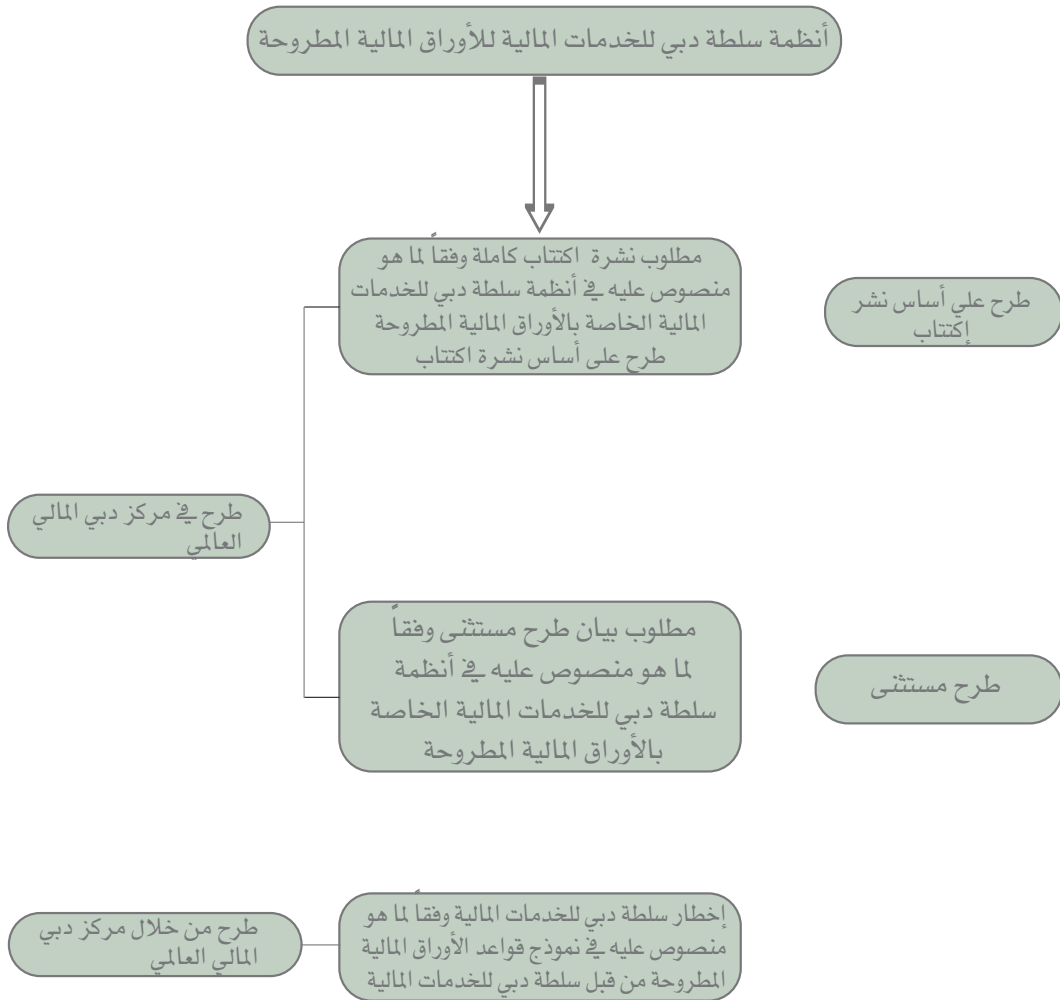 أنظمة سلطة دبي للخدمات المالية للأوراق المالية المطروحة
مطلوب نشرة اكتتاب كاملة وفقاً لما هو
منصوص عليه في أنظمة سلطة دبي للخدمات
المالية الخاصة بالأوراق المالية المطروحة
طرح على أساس نشرة اكتتاب
طرح علي أساس نشر
إكتتاب
طرح في مركز دبي المالي
العالمي
مطلوب بيان طرح مستثنى وفقاً
لما هو منصوص عليه في أنظمة
سلطة دبي للخدمات المالية الخاصة
بالأوراق المالية المطروحة
طرح مستثنى
إخطار سلطة دبي للخدمات المالية وفقاً لما هو
منصوص عليه في نموذج قواعد الأوراق المالية
المطروحة من قبل سلطة دبي للخدمات المالية
طرح من خلال مركز دبي
المالي العالمي